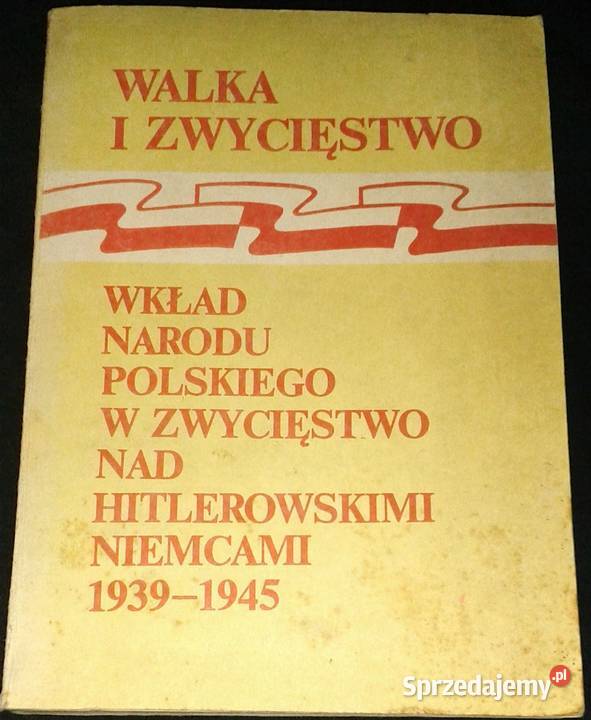 WALKA
I ZWYCIĘSTWO
WKŁAD
NARODU
POLSKIEGO
W ZWYCIĘSTWO
NAD
HITLEROWSKIMI
NIEMCAMI
1939–1945
Sprzedajemy.pl